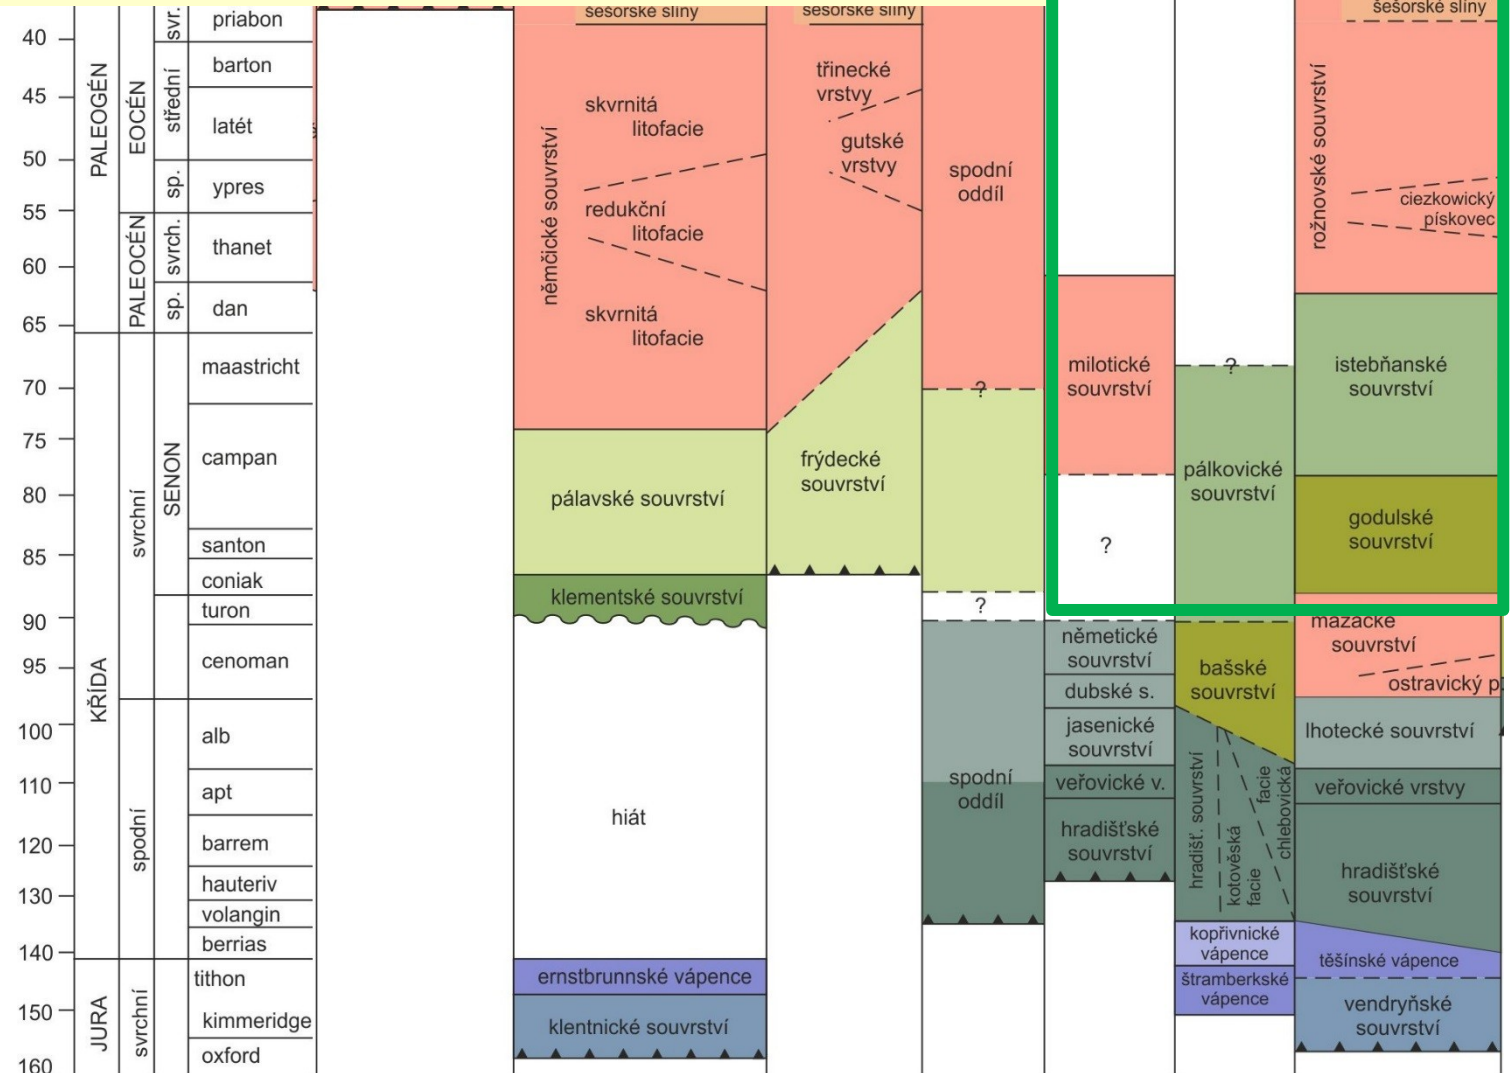 40
45
50
55
60
65
70
75
80
85
90
95
100
110
120
130
140
150
160
PALEOGÉN
KŘÍDA
JURA
EOCÉN
PALEOCÉN
svrchní
spodní
svrchní
svr.
střední
sp.
svrch.
sp.
SENON
priabon
barton
latét
ypres
thanet
dan
maastricht
campan
santon
coniak
turon
cenoman
alb
apt
barrem
hauteriv
volangin
berrias
tithon
kimmeridge
oxford
šešorské slíny
němčické souvrství
skvrnitá
litofacie
redukční
litofacie
skvrnitá
litofacie
pálavské souvrství
klementské souvrství
hiát
ernstbrunnské vápence
klentnické souvrství
šešorské slíny
třinecké
vrstvy
gutské
vrstvy
frýdecké
souvrství
spodní
oddíl
?
?
spodní
oddíl
milotické
souvrství
?
němetické
souvrství
dubské s.
jasenické
souvrství
veřovické v.
hradišťské
souvrství
?
pálkovické
souvrství
bašské
souvrství
hradišť. souvrství
kotověská
facie
facie
chlebovická
kopřivnické
vápence
štramberkské
vápence
šešorské slíny
rožnovské souvrství
ciezkowický
pískovec
istebňanské
souvrství
godulské
souvrství
mazácké
souvrství
ostravický
lhotecké souvrství
veřovické vrstvy
hradišťské
souvrství
těšínské vápence
vendryňské
souvrství